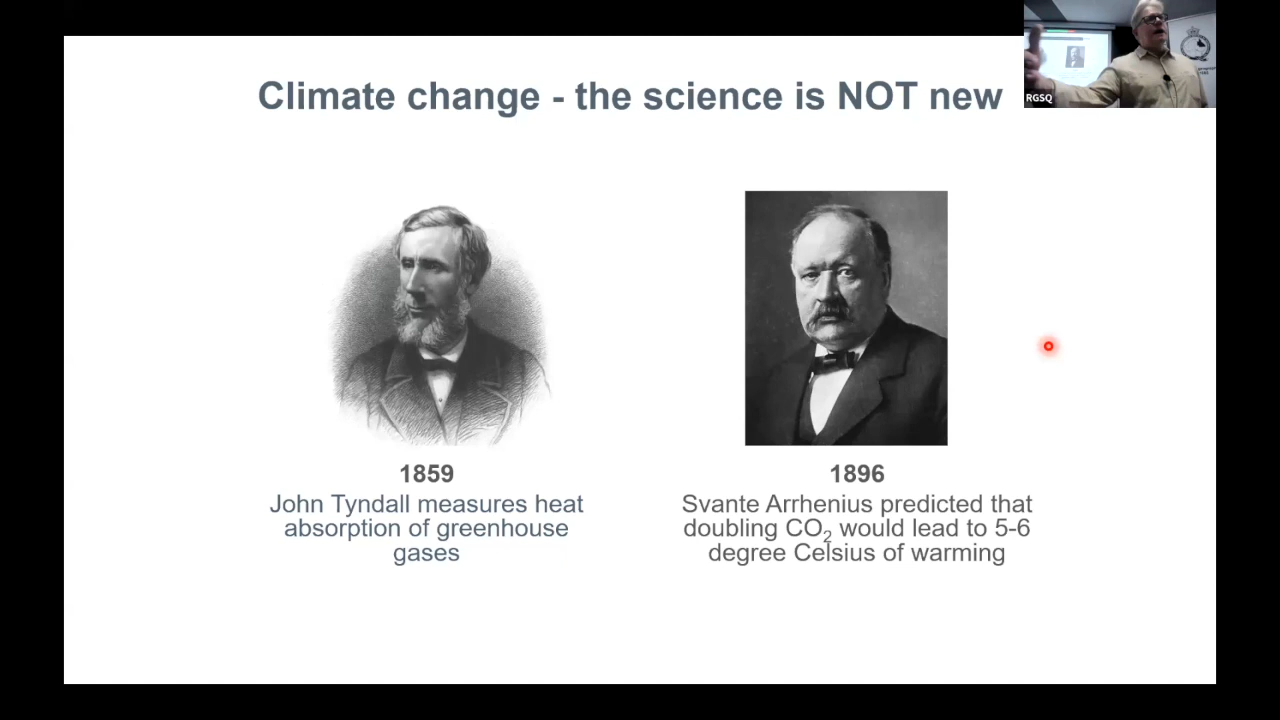 Climate change - the science is NOT new
RGSQ
1859
John Tyndall measures heat
absorption of greenhouse
gases
1896
Svante Arrhenius predicted that
doubling CO₂ would lead to 5-6
degree Celsius of warming